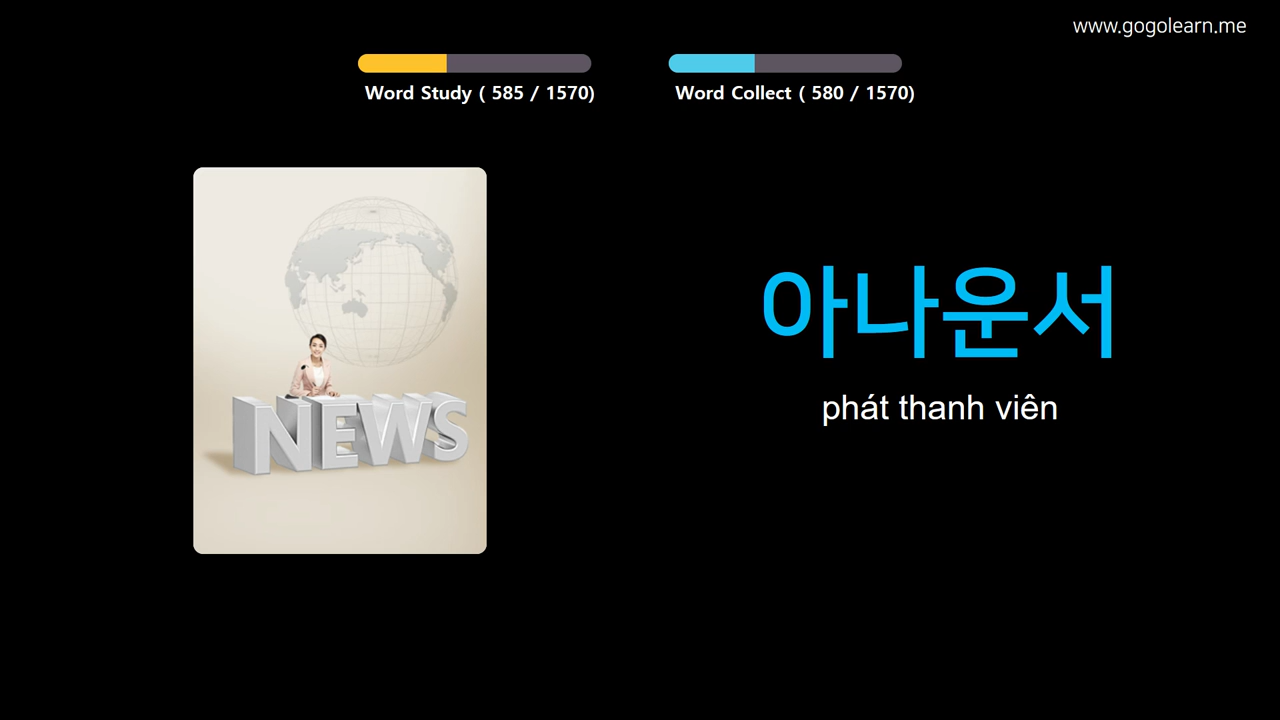 www.gogolearn.me
Word Study ( 585 / 1570)
Word Collect ( 580 / 1570)
NEWS
아나운서
phát thanh viên